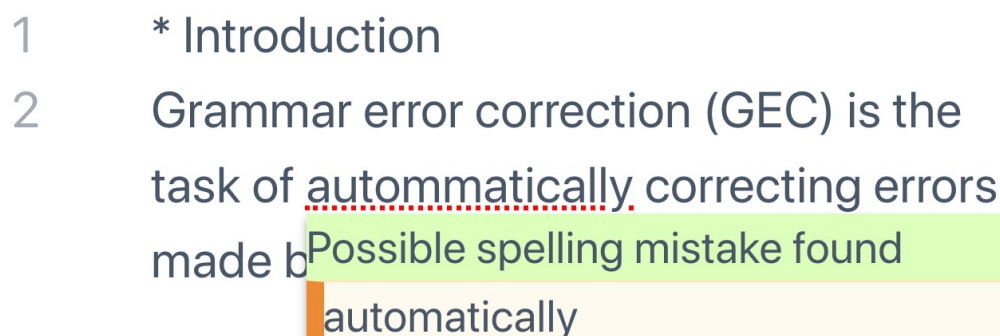 1 * Introduction
2 Grammar error correction (GEC) is the
task of autommatically correcting errors
made b
Possible spelling mistake found
automatically